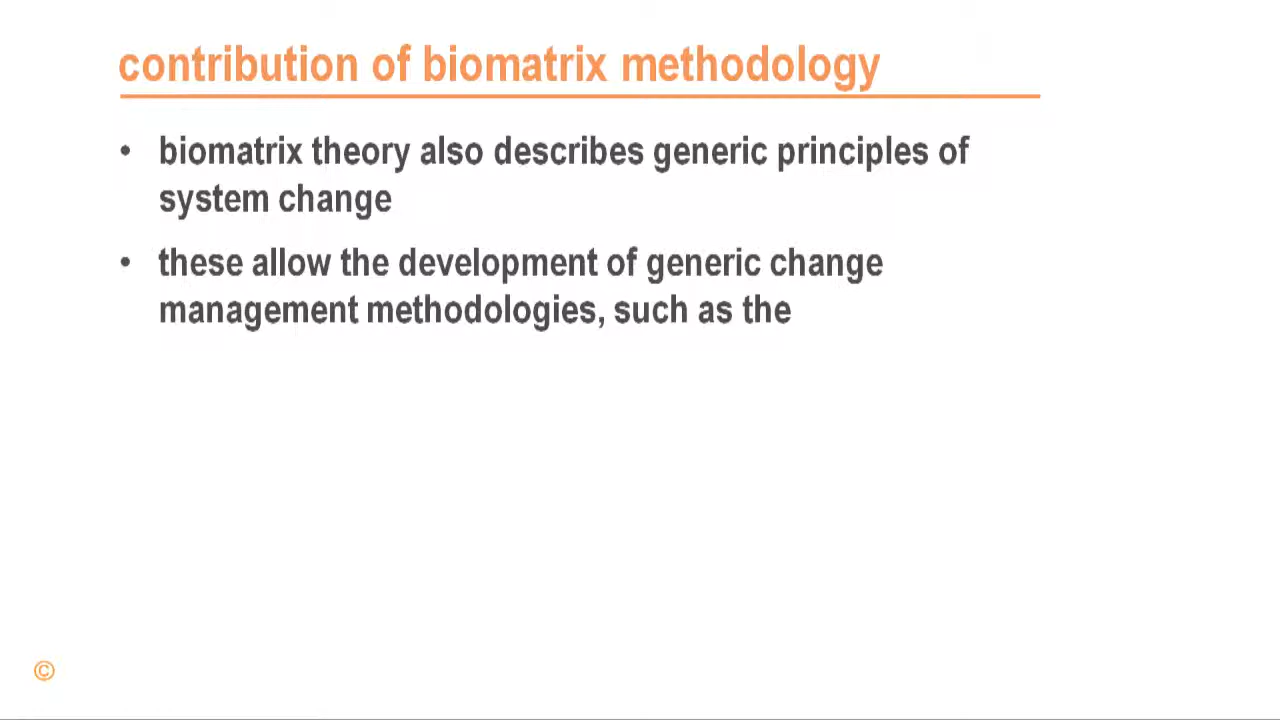 contribution of biomatrix methodology
• biomatrix theory also describes generic principles of
system change
• these allow the development of generic change
management methodologies, such as the
©